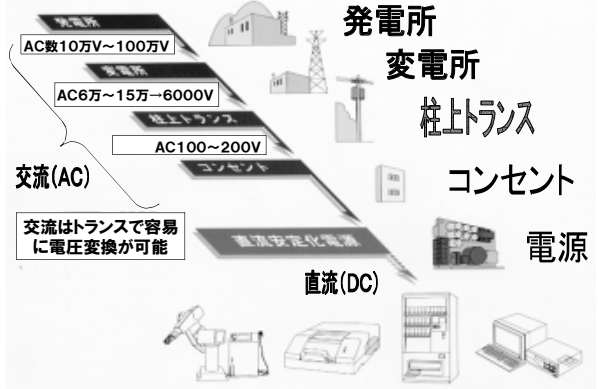 発電所
AC数10万V～100万V
変電所
AC6万～15万→6000V
柱上トランス
AC100～200V
コンセント
交流(AC)
交流はトランスで容易
に電圧変換が可能
直流安定化電源
直流(DC)
発電所
変電所
柱上トランス
コンセント
電源